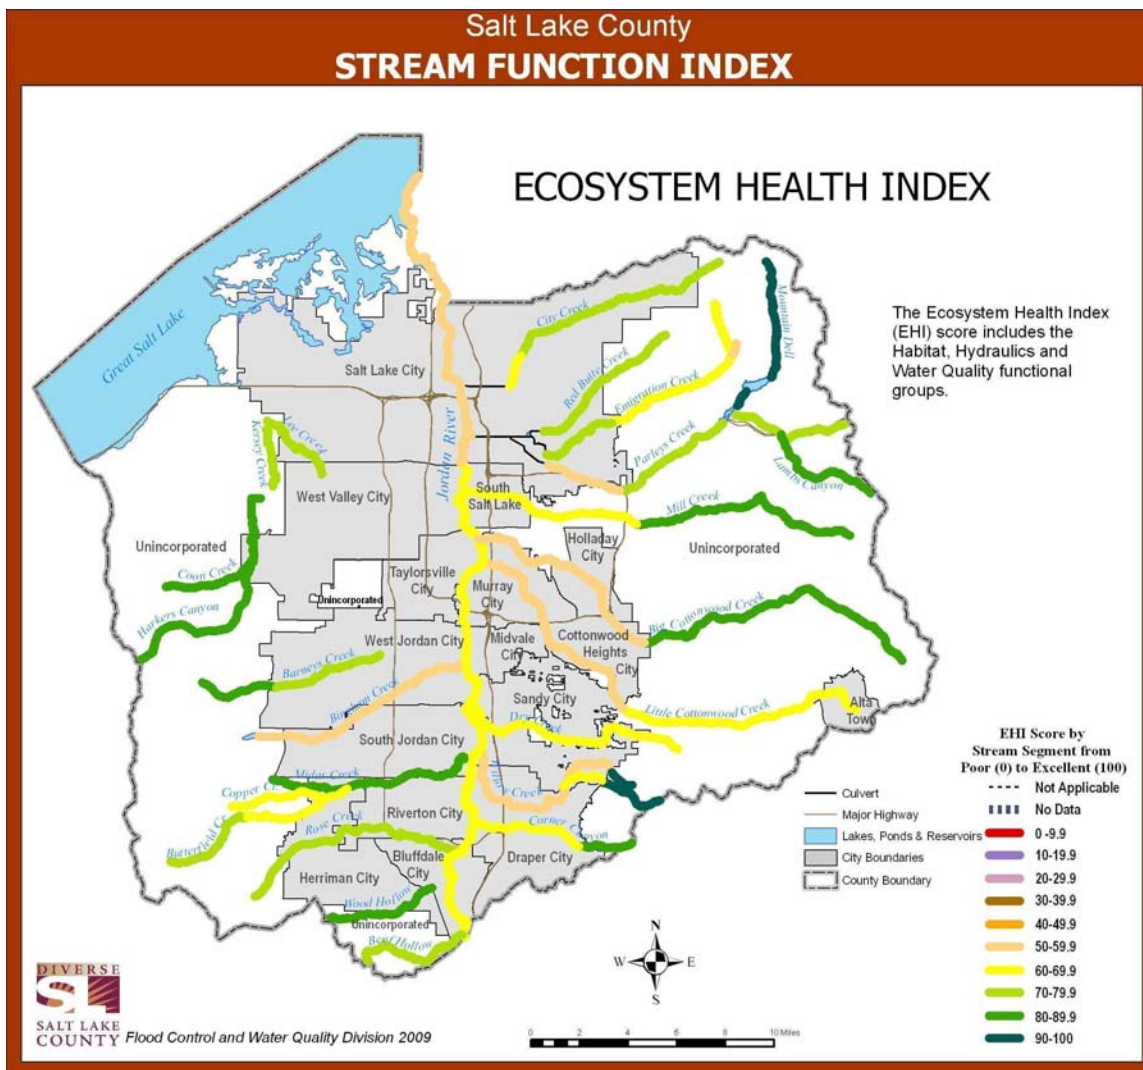 Salt Lake County
STREAM FUNCTION INDEX
ECOSYSTEM HEALTH INDEX
The Ecosystem Health Index
(EHI) score includes the
Habitat, Hydraulics and
Water Quality functional
groups.
Great Salt Lake
Salt Lake City
City Creek
Mountain Dell
Red Butte Creek
Emigration Creek
Parleys Creek
Lambs Canyon
Jordan River
Kersey Creek
Lee Creek
West Valley City
South
Salt Lake
Mill Creek
Unincorporated
Holladay
City
Unincorporated
Coon Creek
Harkers Canyon
Taylorsville
City
Unincorporated
Murray
City
Big Cottonwood Creek
West Jordan City
Midvale
City
Cottonwood
Heights
City
Barneys Creek
Bingham Creek
Sandy City
Little Cottonwood Creek
Alta
Town
Dry Creek
South Jordan City
Midas Creek
Copper Cr.
Butterfield Cr.
Riverton City
Willow Creek
Rose Creek
Corner Canyon
Bluffdale
City
Draper City
Herriman City
Wood Hollow
Unincorporated
Beef Hollow
Culvert
Major Highway
Lakes, Ponds & Reservoirs
City Boundaries
County Boundary
EHI Score by
Stream Segment from
Poor (0) to Excellent (100)
Not Applicable
No Data
0 -9.9
10-19.9
20-29.9
30-39.9
40-49.9
50-59.9
60-69.9
70-79.9
80-89.9
90-100
N
W E
S
0 2 4 6 8 10 Miles
DIVERSE
SL
SALT LAKE
COUNTY
Flood Control and Water Quality Division 2009